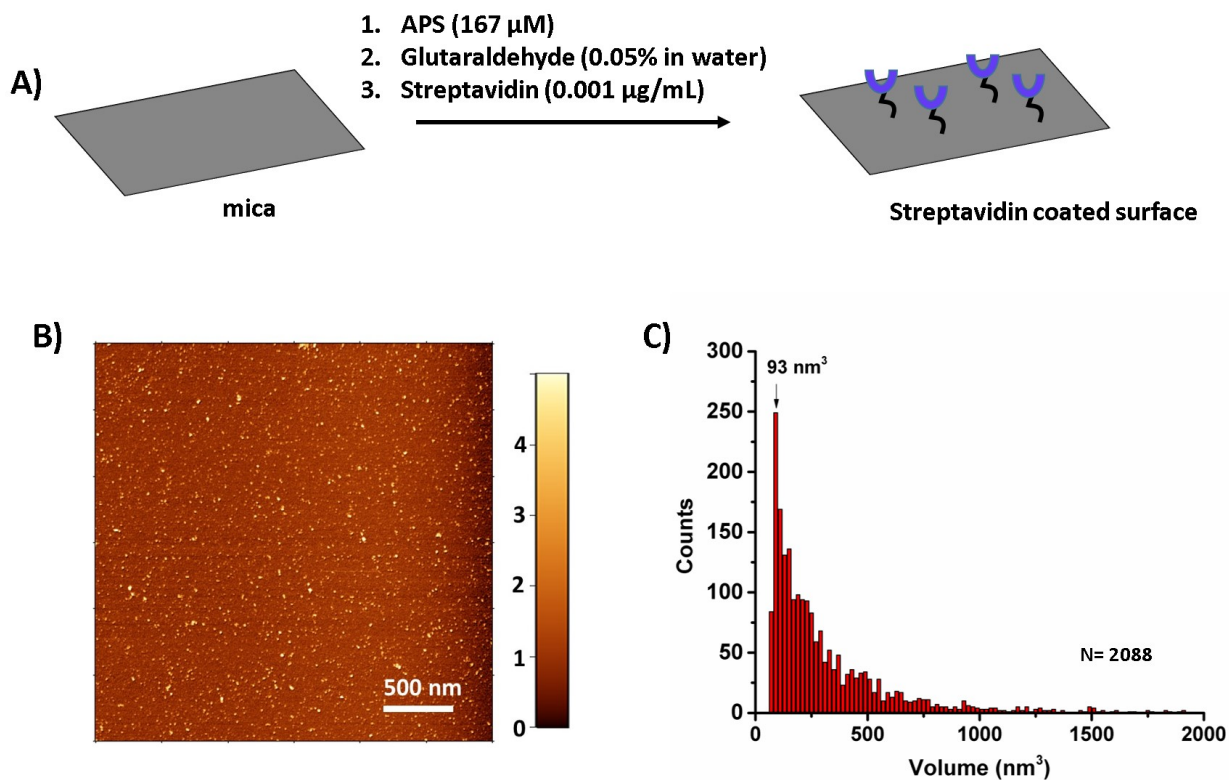 A)
1. APS (167 µM)
2. Glutaraldehyde (0.05% in water)
3. Streptavidin (0.001 µg/mL)
mica
Streptavidin coated surface
B)
4
3
2
1
0
500 nm
C)
300
250
200
150
100
50
0
Counts
93 nm³
N= 2088
0 500 1000 1500 2000
Volume (nm³)